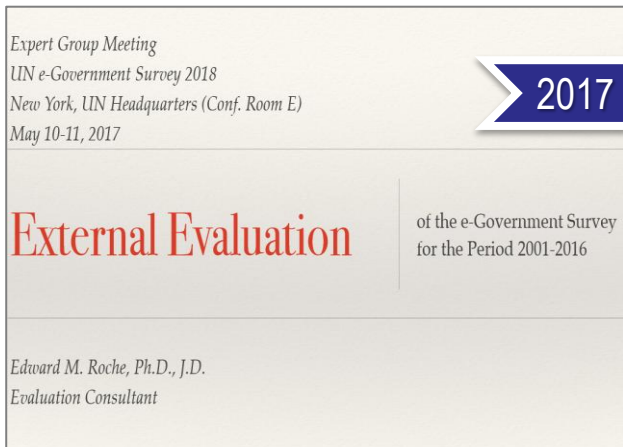 Expert Group Meeting
UN e-Government Survey 2018
New York, UN Headquarters (Conf. Room E)
May 10-11, 2017
2017
External Evaluation
of the e-Government Survey
for the Period 2001-2016
Edward M. Roche, Ph.D., J.D.
Evaluation Consultant